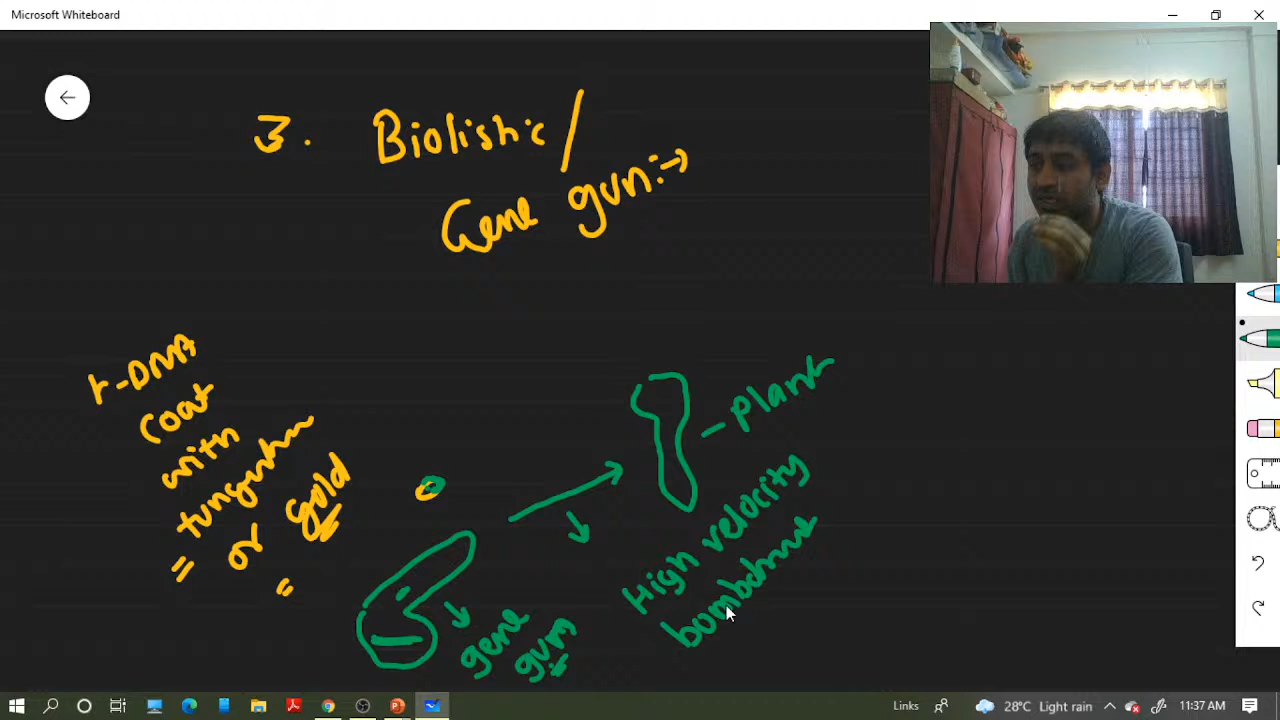 Microsoft Whiteboard
3. Biolistic/
Gene gun:→
r-DNA
coat
with
tungsten
or gold
plant
High velocity
bombdment
gene
gun
Links
28°C Light rain
11:37 AM